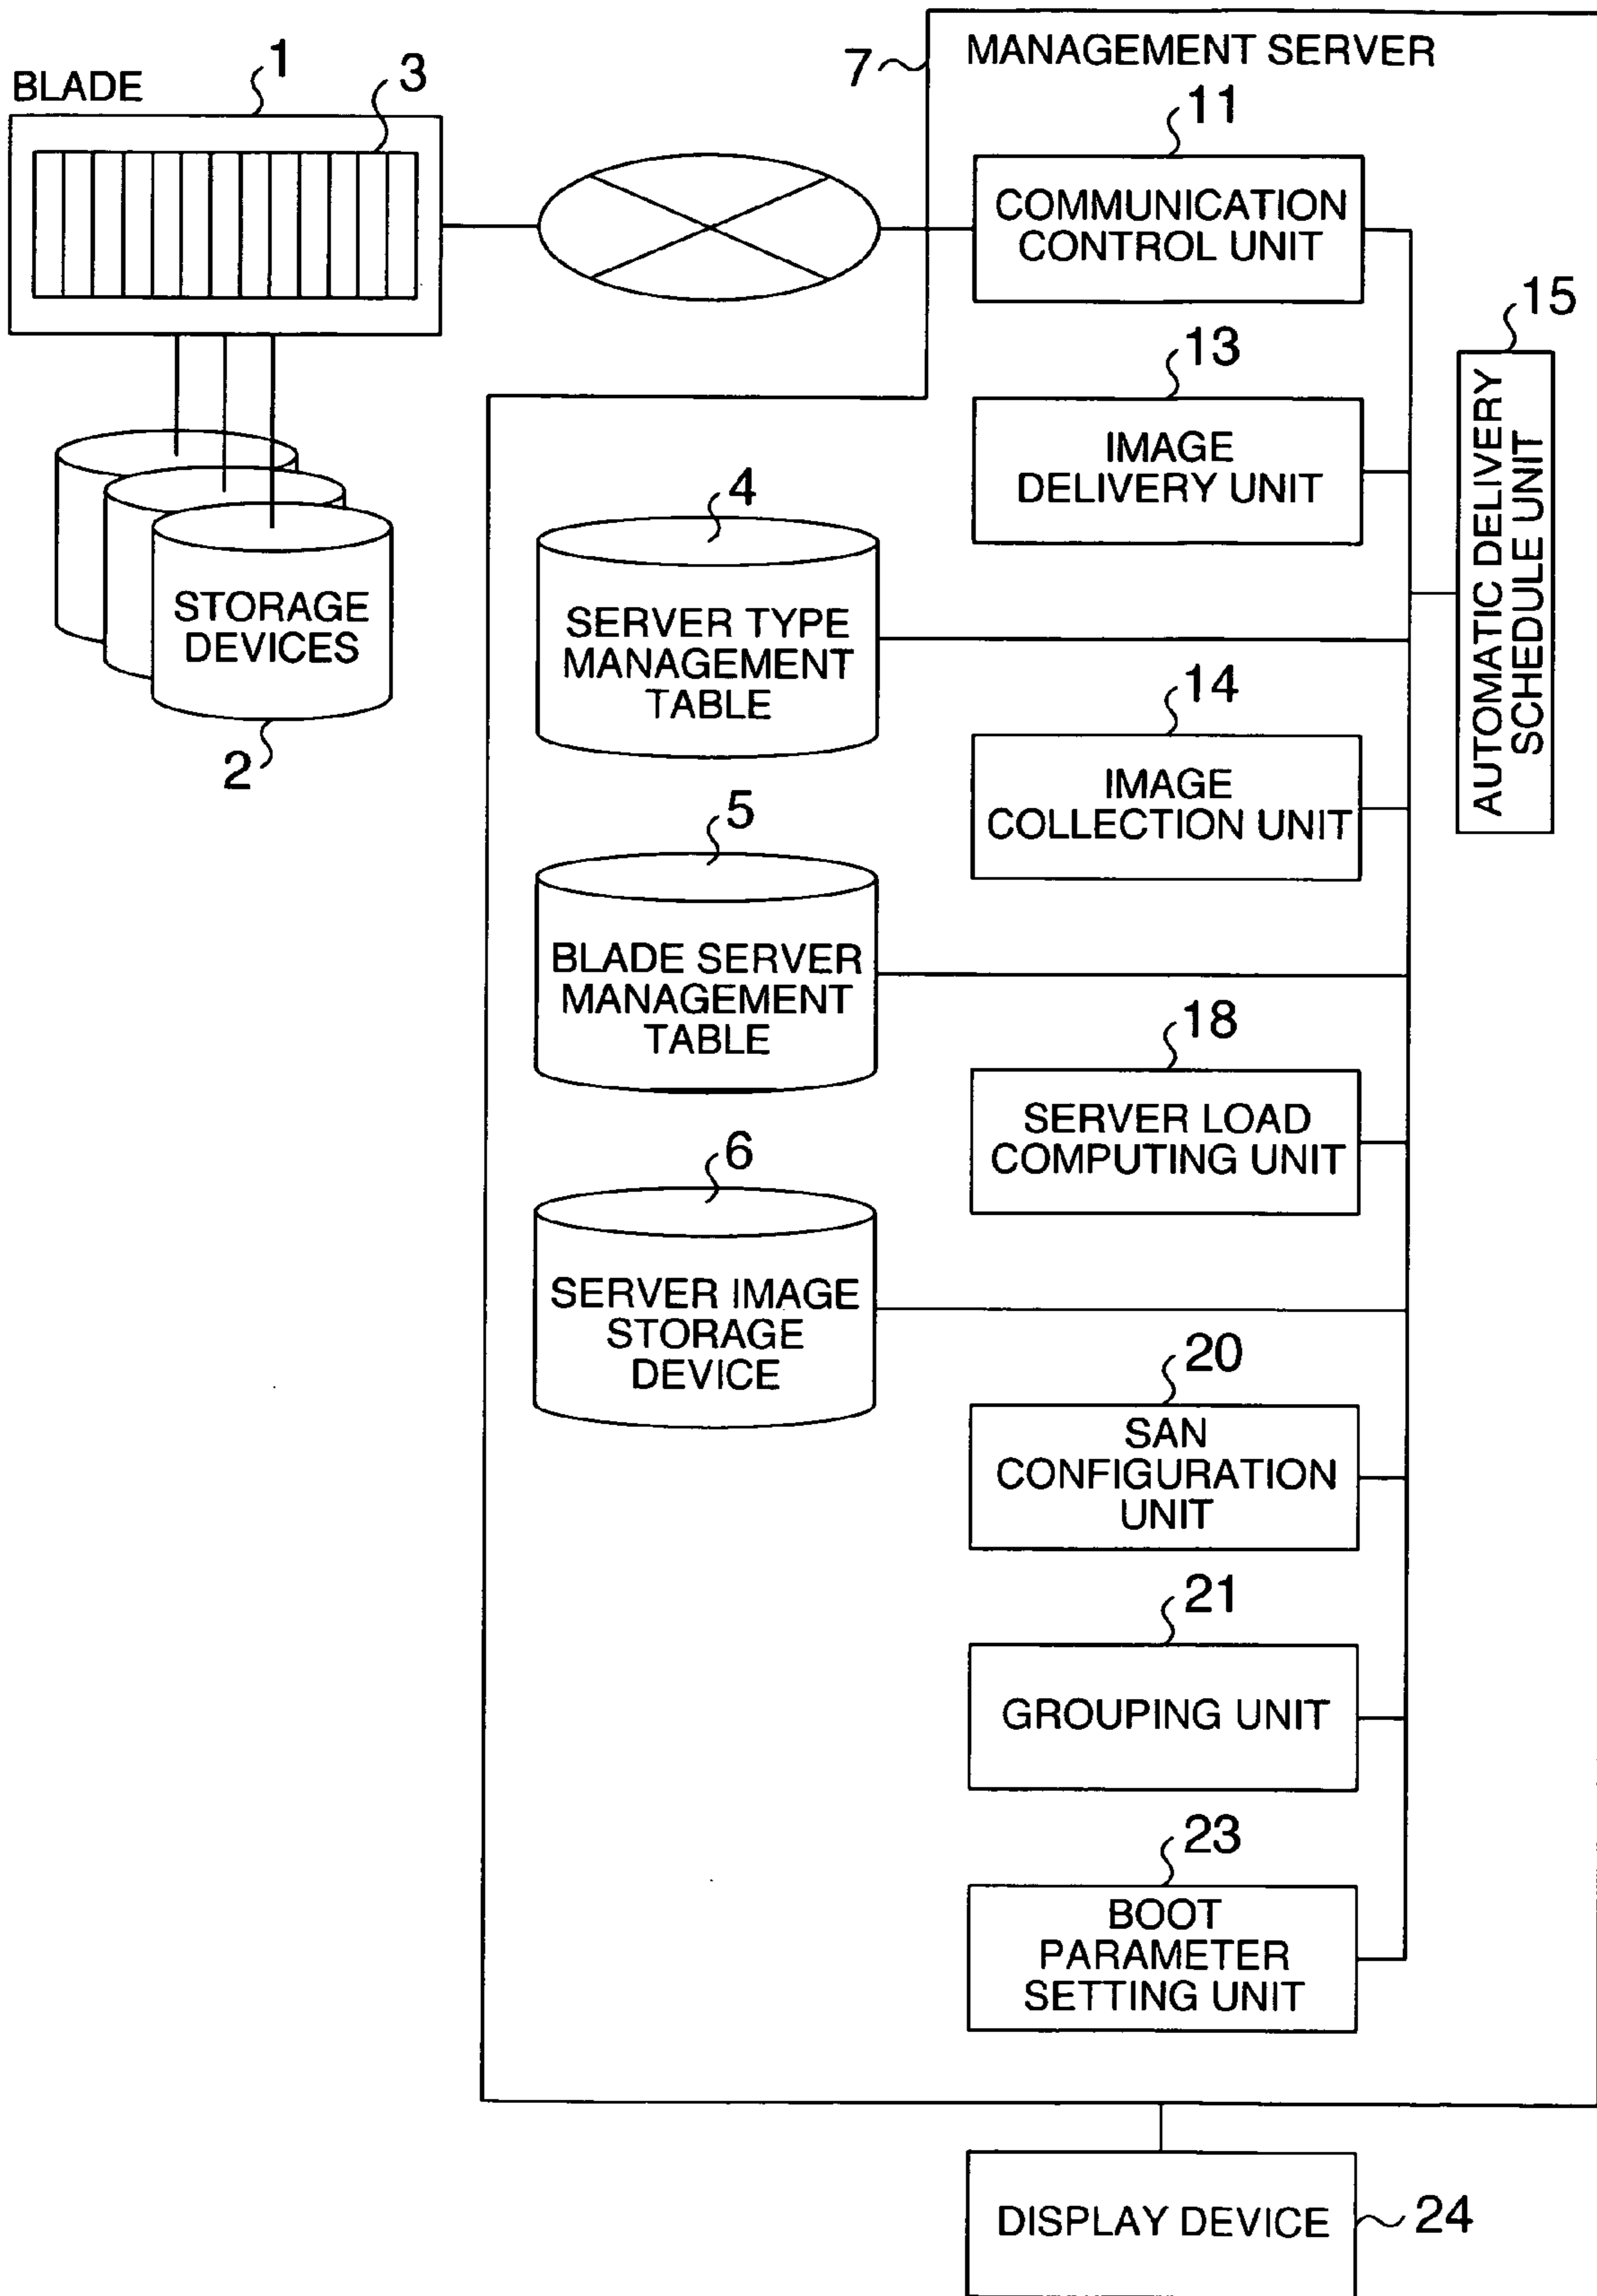 BLADE
1
3
7
MANAGEMENT SERVER
11
COMMUNICATION
CONTROL UNIT
15
AUTOMATIC DELIVERY
SCHEDULE UNIT
13
IMAGE
DELIVERY UNIT
STORAGE
DEVICES
2
4
SERVER TYPE
MANAGEMENT
TABLE
14
IMAGE
COLLECTION UNIT
5
BLADE SERVER
MANAGEMENT
TABLE
18
SERVER LOAD
COMPUTING UNIT
6
SERVER IMAGE
STORAGE
DEVICE
20
SAN
CONFIGURATION
UNIT
21
GROUPING UNIT
23
BOOT
PARAMETER
SETTING UNIT
DISPLAY DEVICE
24